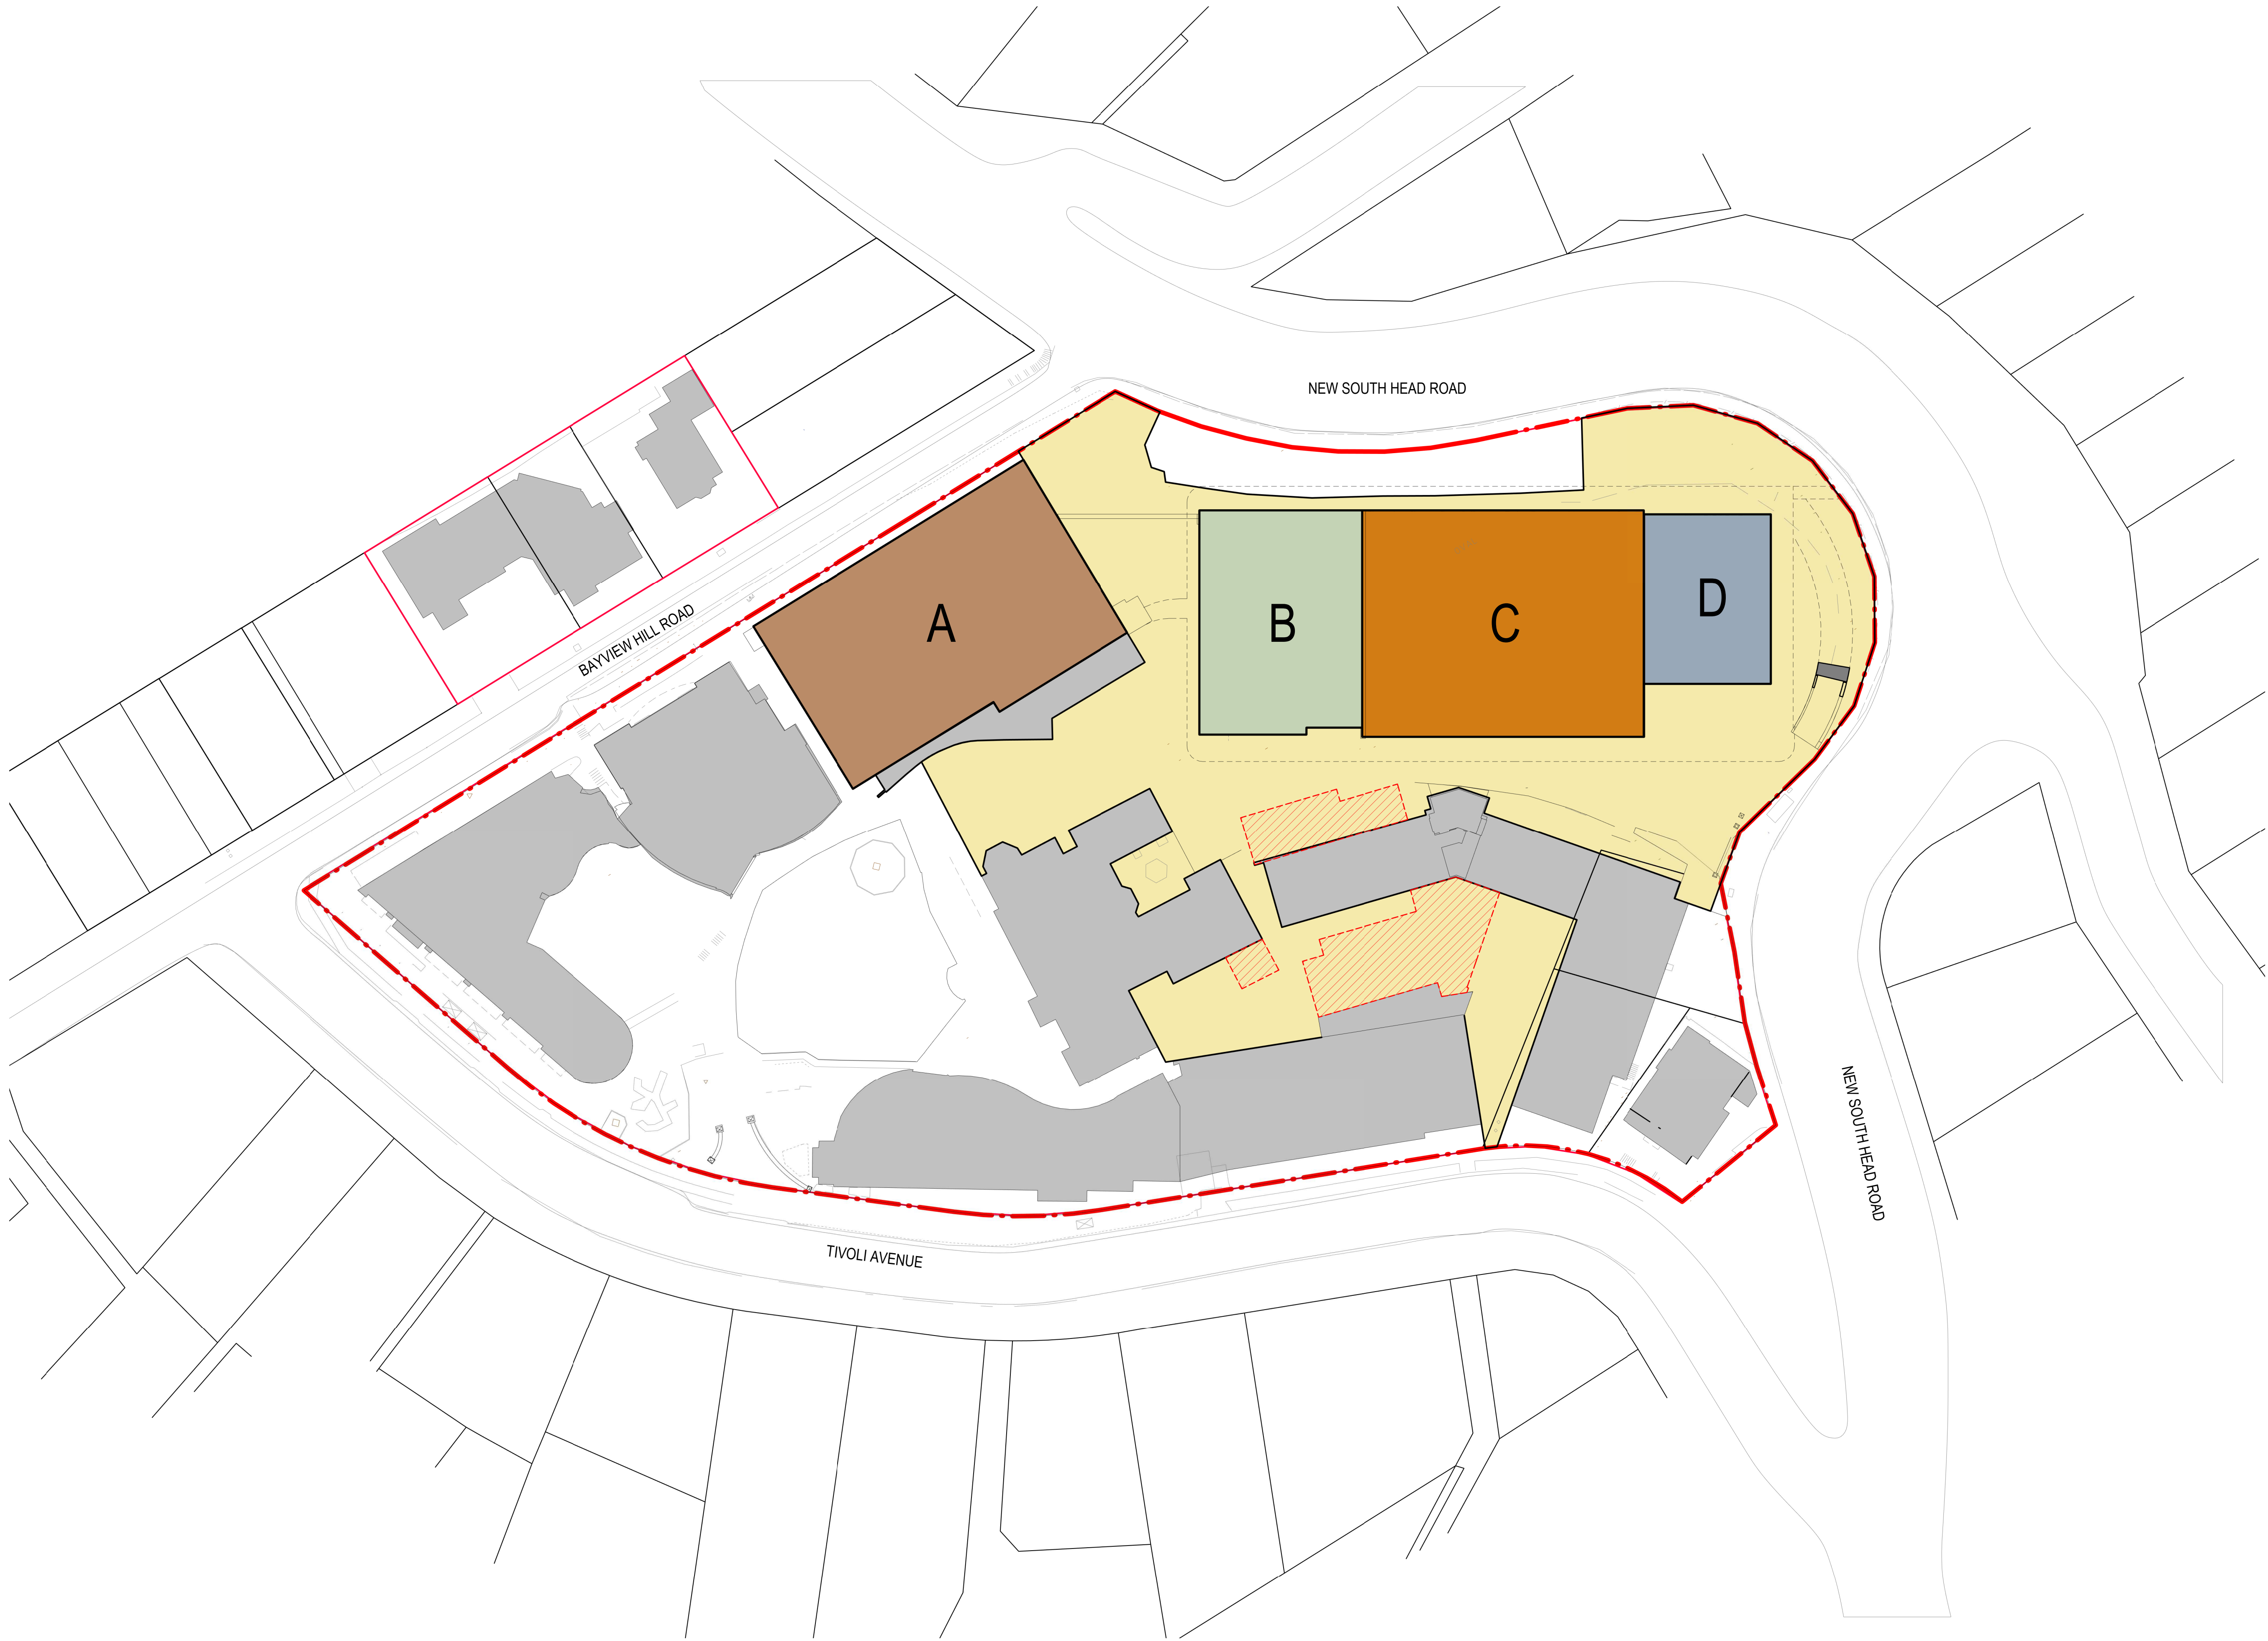 NEW SOUTH HEAD ROAD
A
B
C
D
BAYVIEW HILL ROAD
NEW SOUTH HEAD ROAD
TIVOLI AVENUE